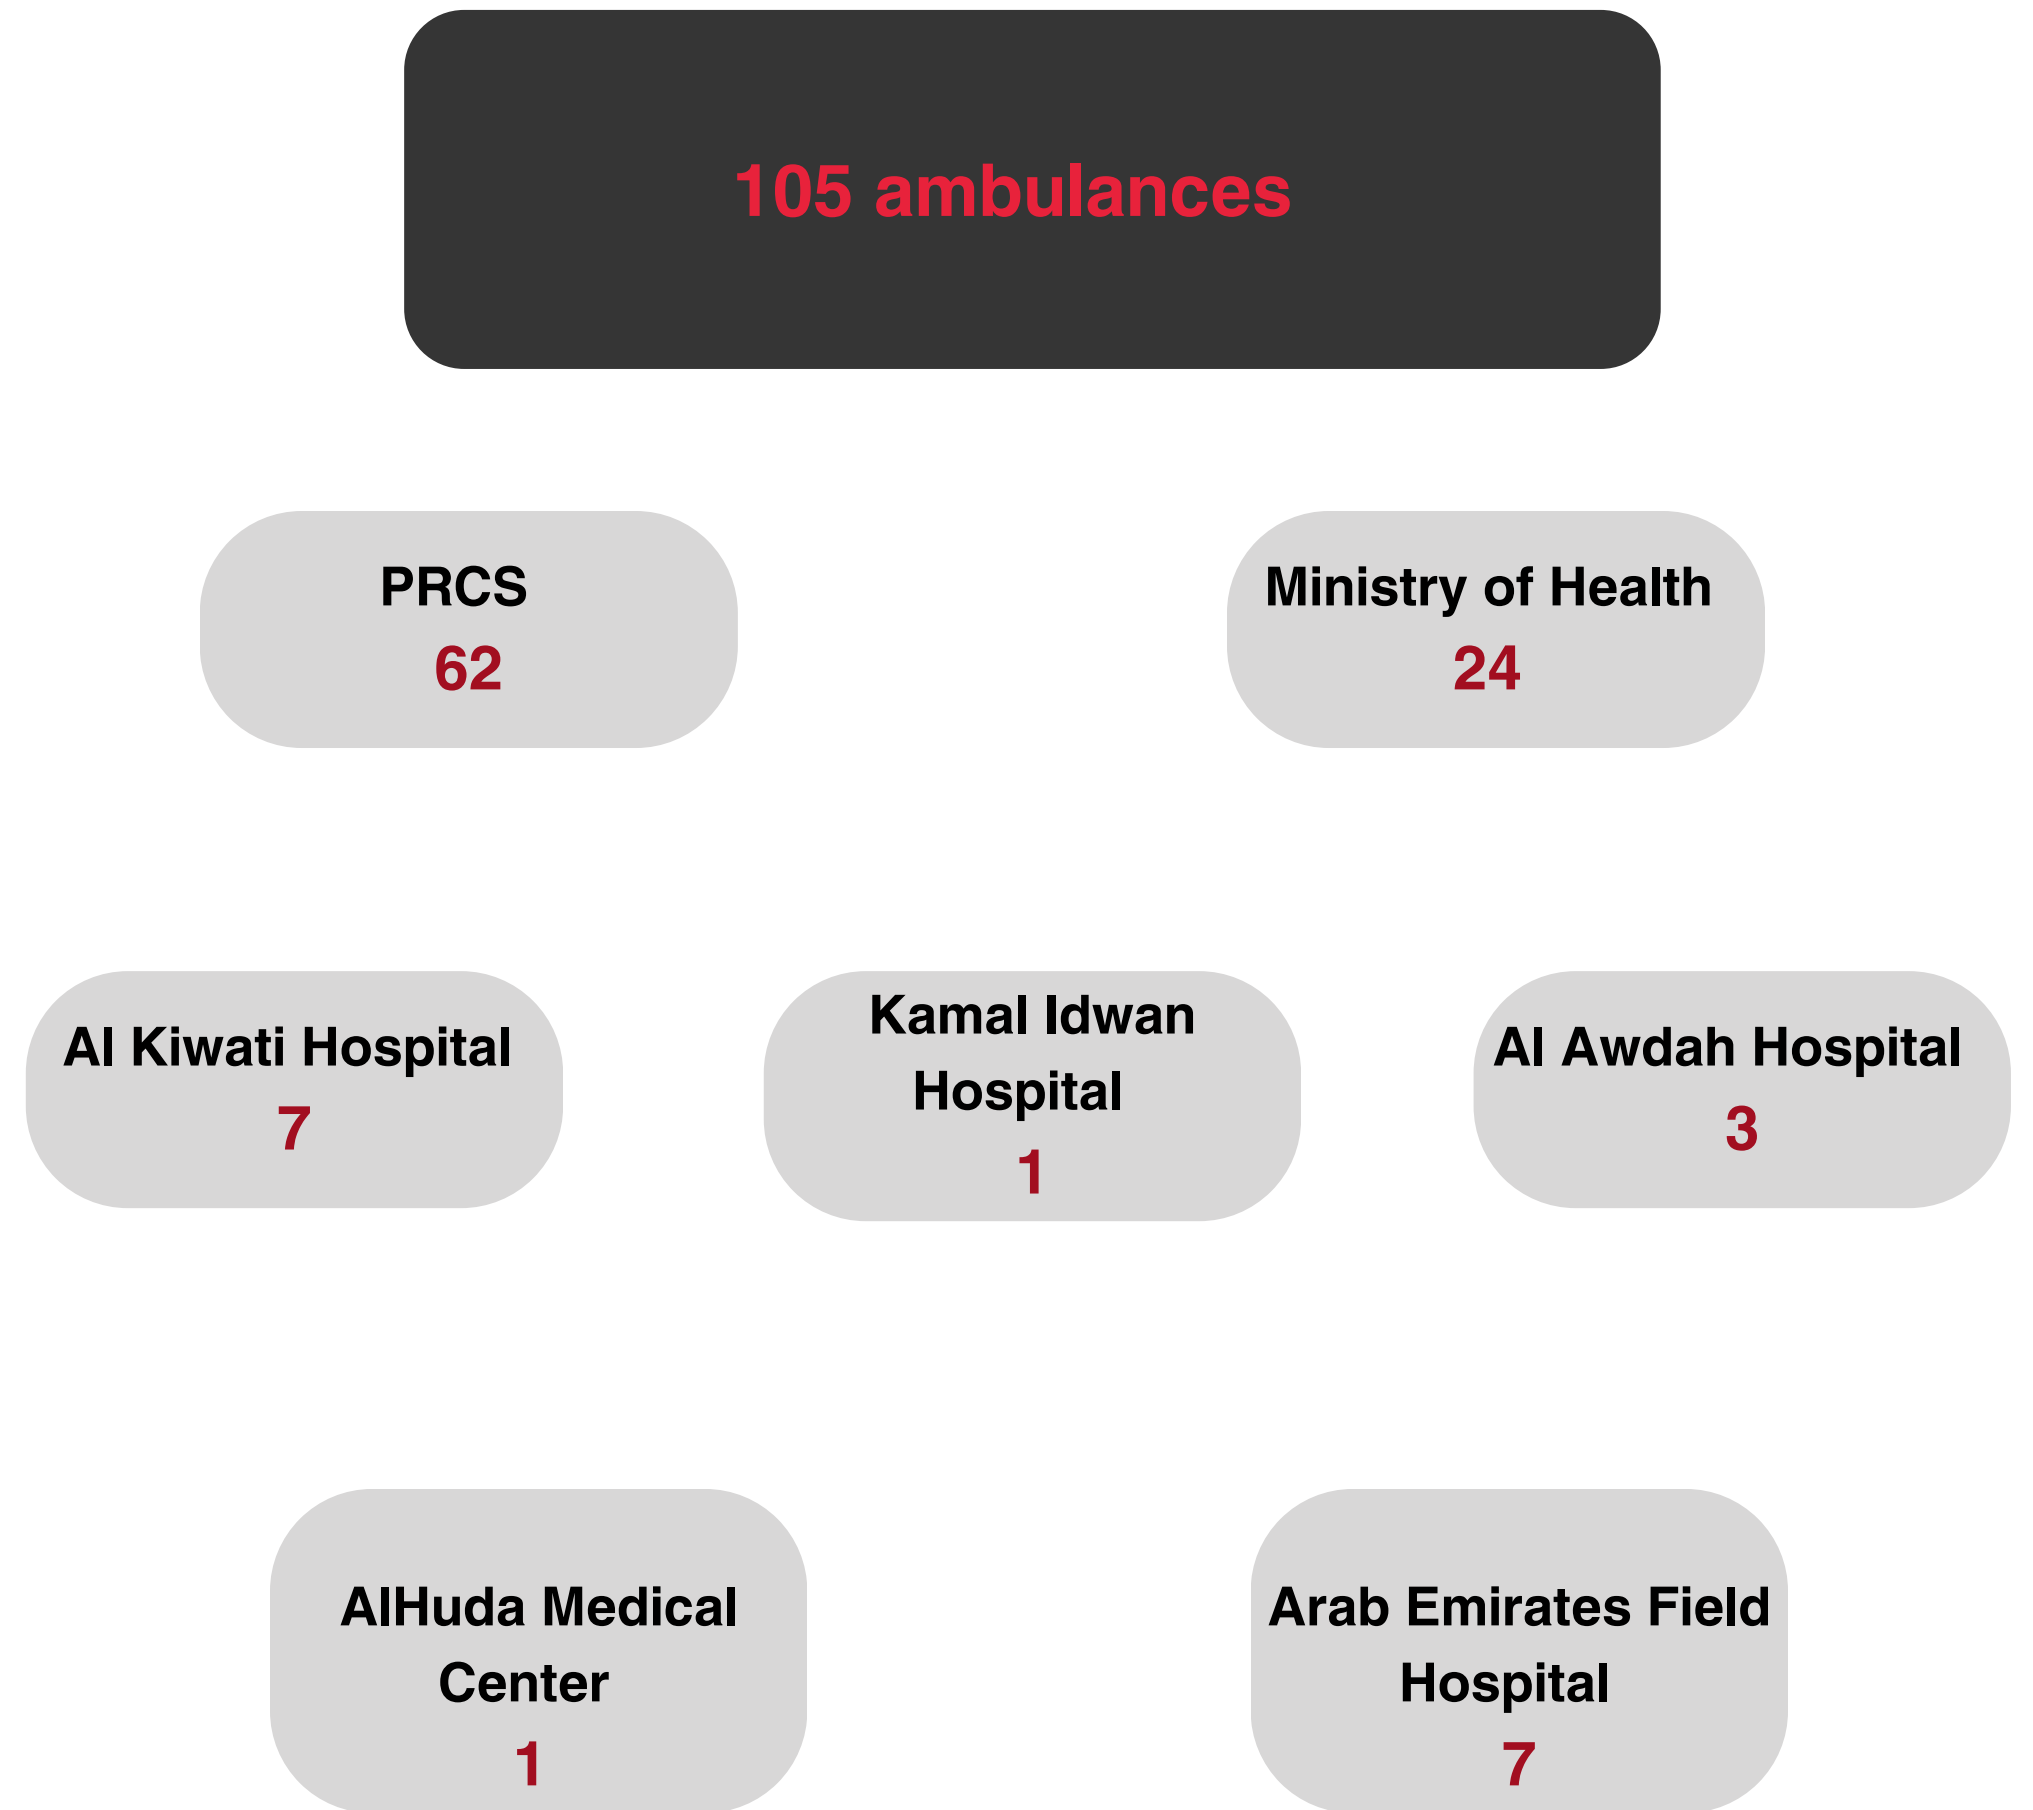 105 ambulances
PRCS
62
Ministry of Health
24
Al Kiwati Hospital
7
Kamal Idwan
Hospital
1
Al Awdah Hospital
3
AlHuda Medical
Center
1
Arab Emirates Field
Hospital
7